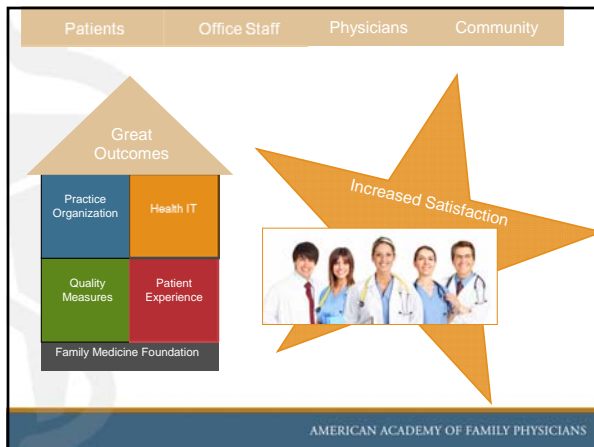 Patients Office Staff Physicians Community
Great
Outcomes
Practice
Organization
Health IT
Quality
Measures
Patient
Experience
Family Medicine Foundation
Increased Satisfaction
AMERICAN ACADEMY OF FAMILY PHYSICIANS